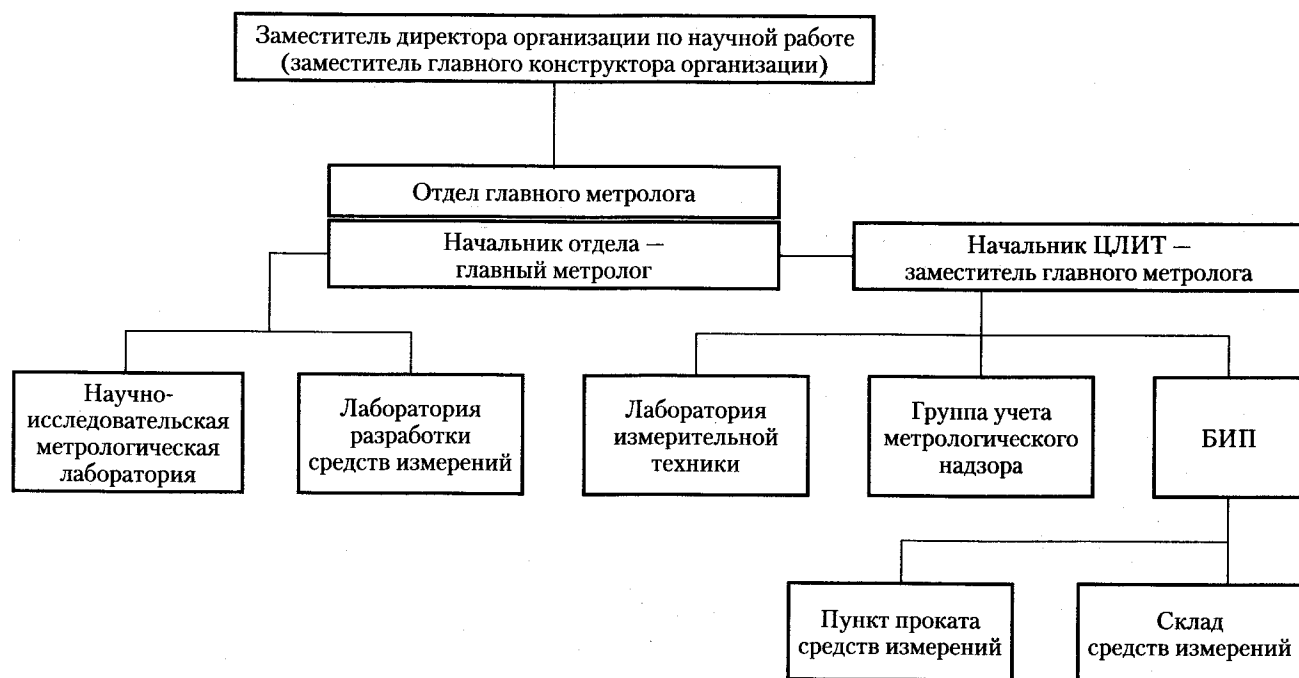 Заместитель директора организации по научной работе
(заместитель главного конструктора организации)
Отдел главного метролога
Начальник отдела —
главный метролог
Начальник ЦЛИТ —
заместитель главного метролога
Научно-
исследовательская
метрологическая
лаборатория
Лаборатория
разработки
средств измерений
Лаборатория
измерительной
техники
Группа учета
метрологического
надзора
БИП
Пункт проката
средств измерений
Склад
средств измерений